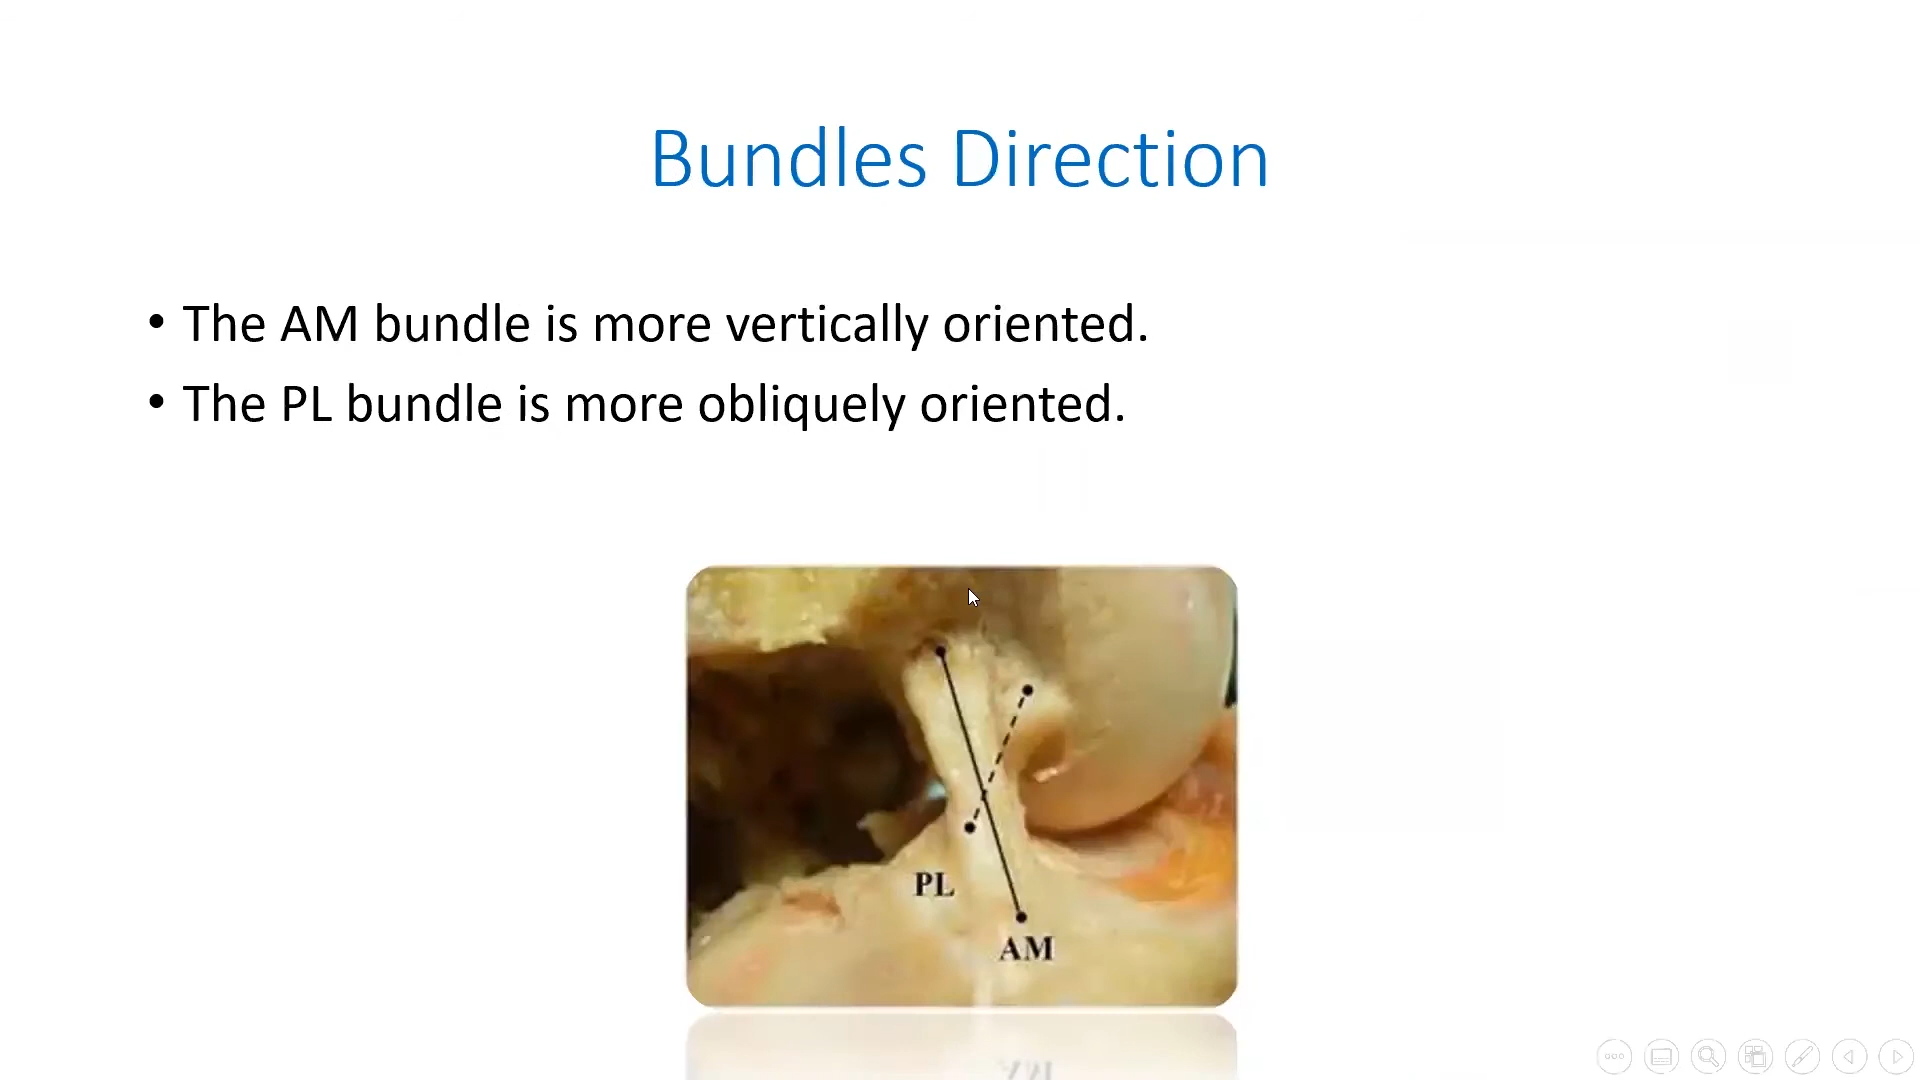 Bundles Direction
• The AM bundle is more vertically oriented.
• The PL bundle is more obliquely oriented.
PL
AM